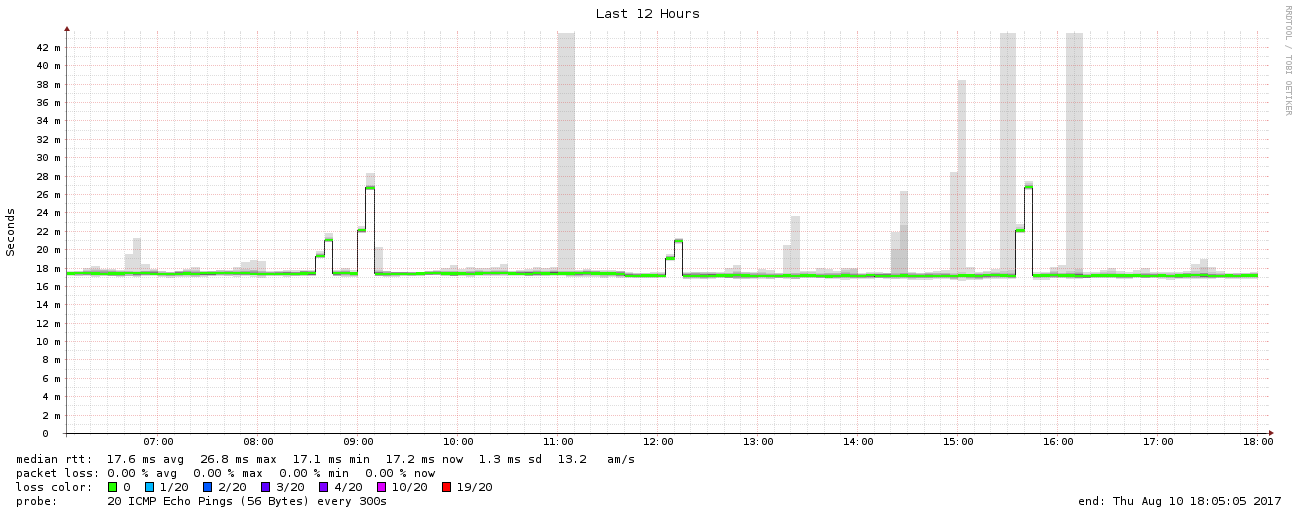 Last 12 Hours
RRDTOOL / TOBI OETIKER
Seconds
42 m
40 m
38 m
36 m
34 m
32 m
30 m
28 m
26 m
24 m
22 m
20 m
18 m
16 m
14 m
12 m
10 m
8 m
6 m
4 m
2 m
0
07:00 08:00 09:00 10:00 11:00 12:00 13:00 14:00 15:00 16:00 17:00 18:00
median rtt: 17.6 ms avg 26.8 ms max 17.1 ms min 17.2 ms now 1.3 ms sd 13.2 am/s
packet loss: 0.00 % avg 0.00 % max 0.00 % min 0.00 % now
loss color: 0 1/20 2/20 3/20 4/20 10/20 19/20
probe: 20 ICMP Echo Pings (56 Bytes) every 300s end: Thu Aug 10 18:05:05 2017